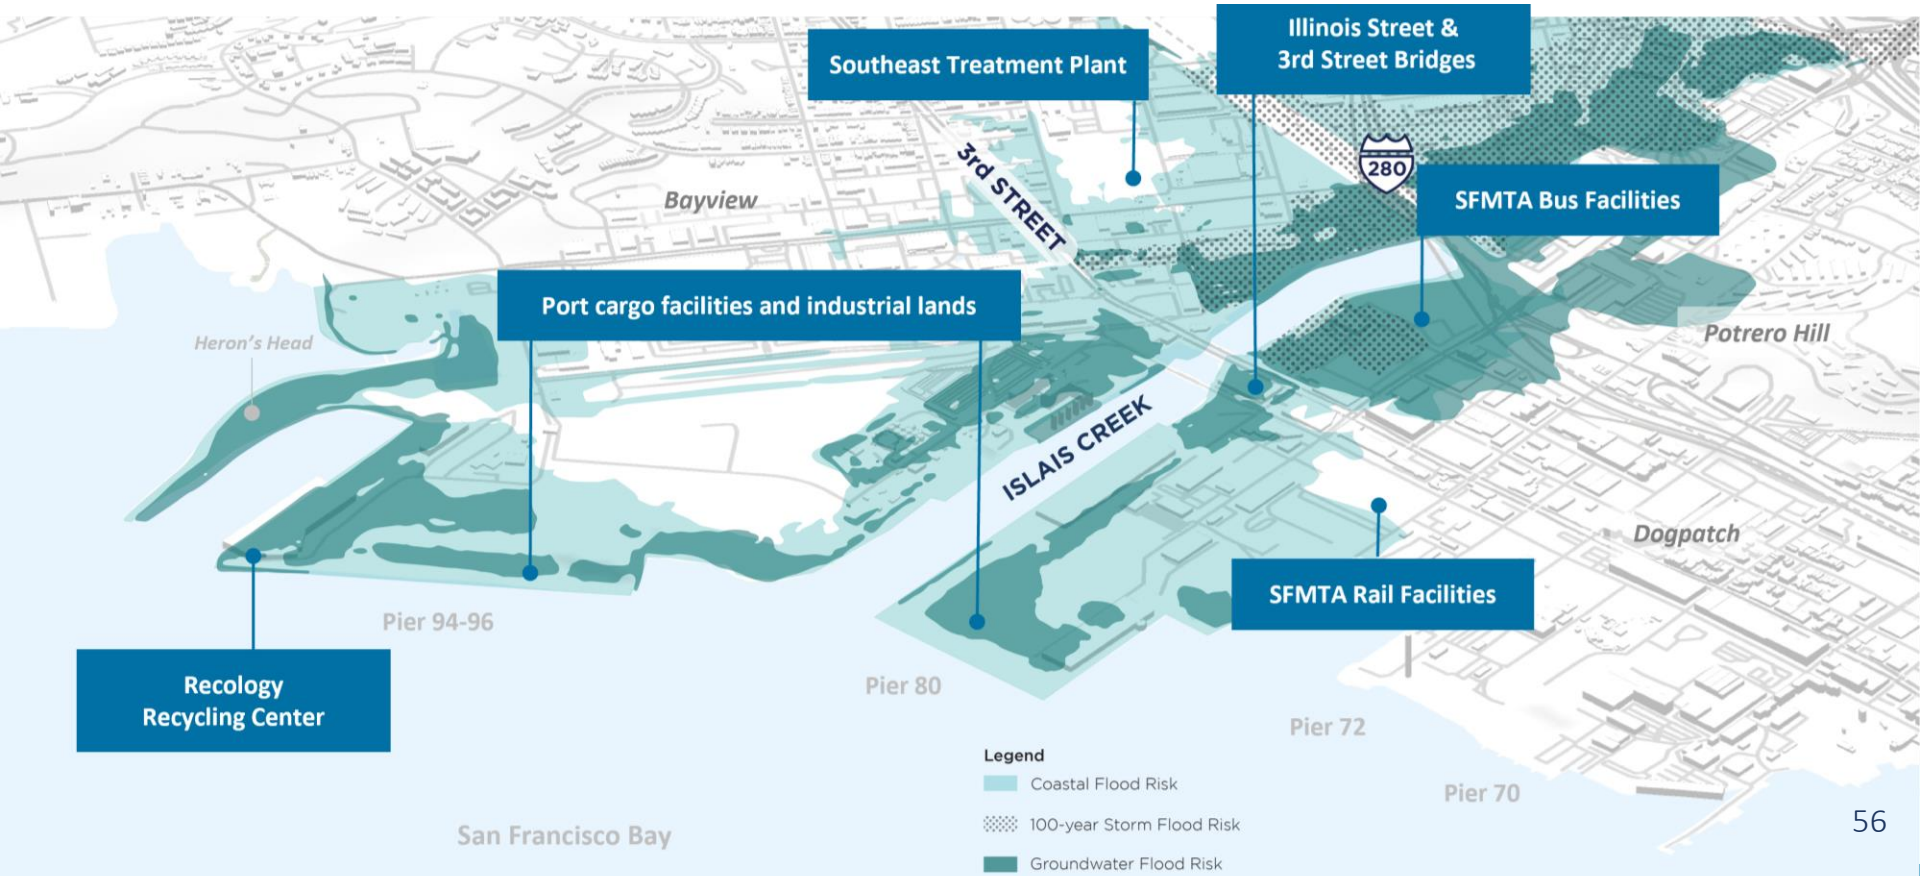 Illinois Street &
3rd Street Bridges
Southeast Treatment Plant
3rd STREET
280
SFMTA Bus Facilities
Bayview
Port cargo facilities and industrial lands
Heron's Head
Potrero Hill
ISLAIS CREEK
Dogpatch
SFMTA Rail Facilities
Pier 94-96
Recology
Recycling Center
Pier 80
Pier 72
Pier 70
San Francisco Bay
Legend
Coastal Flood Risk
100-year Storm Flood Risk
Groundwater Flood Risk
56